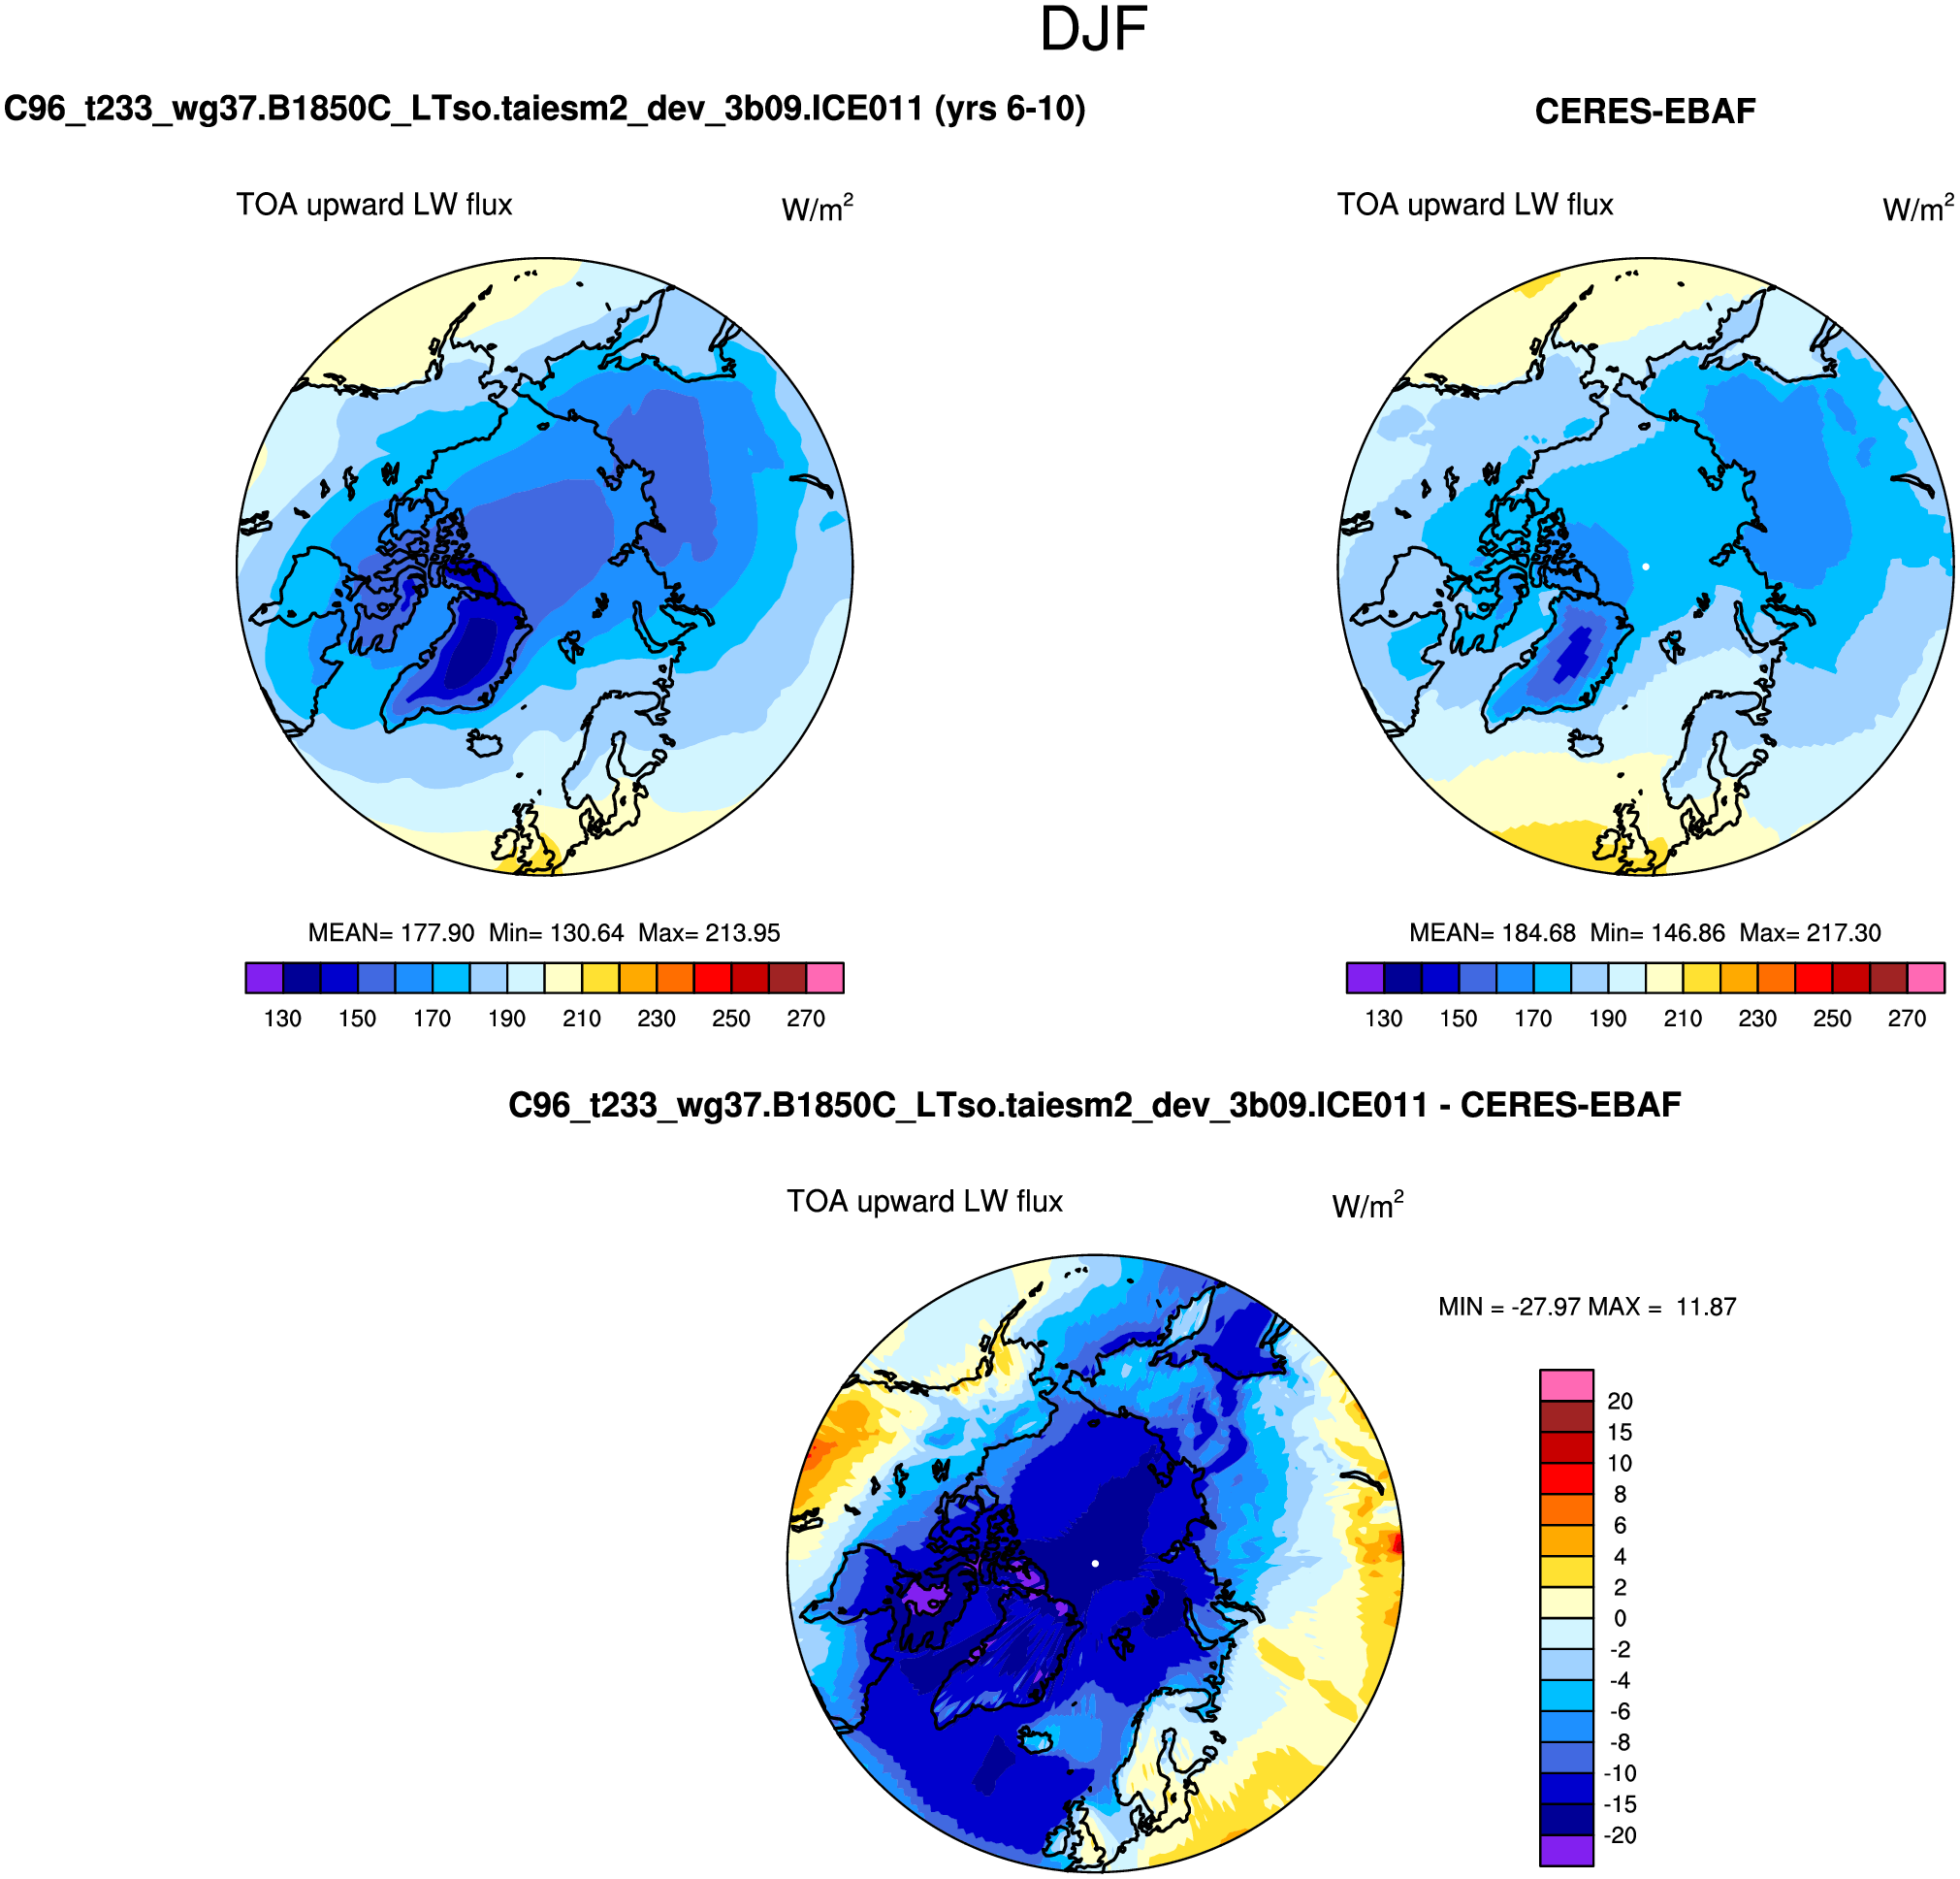 DJF
C96_t233_wg37.B1850C_LTso.taiesm2_dev_3b09.ICE011 (yrs 6-10)
CERES-EBAF
TOA upward LW flux W/m²
TOA upward LW flux W/m²
MEAN= 177.90 Min= 130.64 Max= 213.95
MEAN= 184.68 Min= 146.86 Max= 217.30
130 150 170 190 210 230 250 270
130 150 170 190 210 230 250 270
C96_t233_wg37.B1850C_LTso.taiesm2_dev_3b09.ICE011 - CERES-EBAF
TOA upward LW flux W/m²
MIN = -27.97 MAX = 11.87
20
15
10
8
6
4
2
0
-2
-4
-6
-8
-10
-15
-20